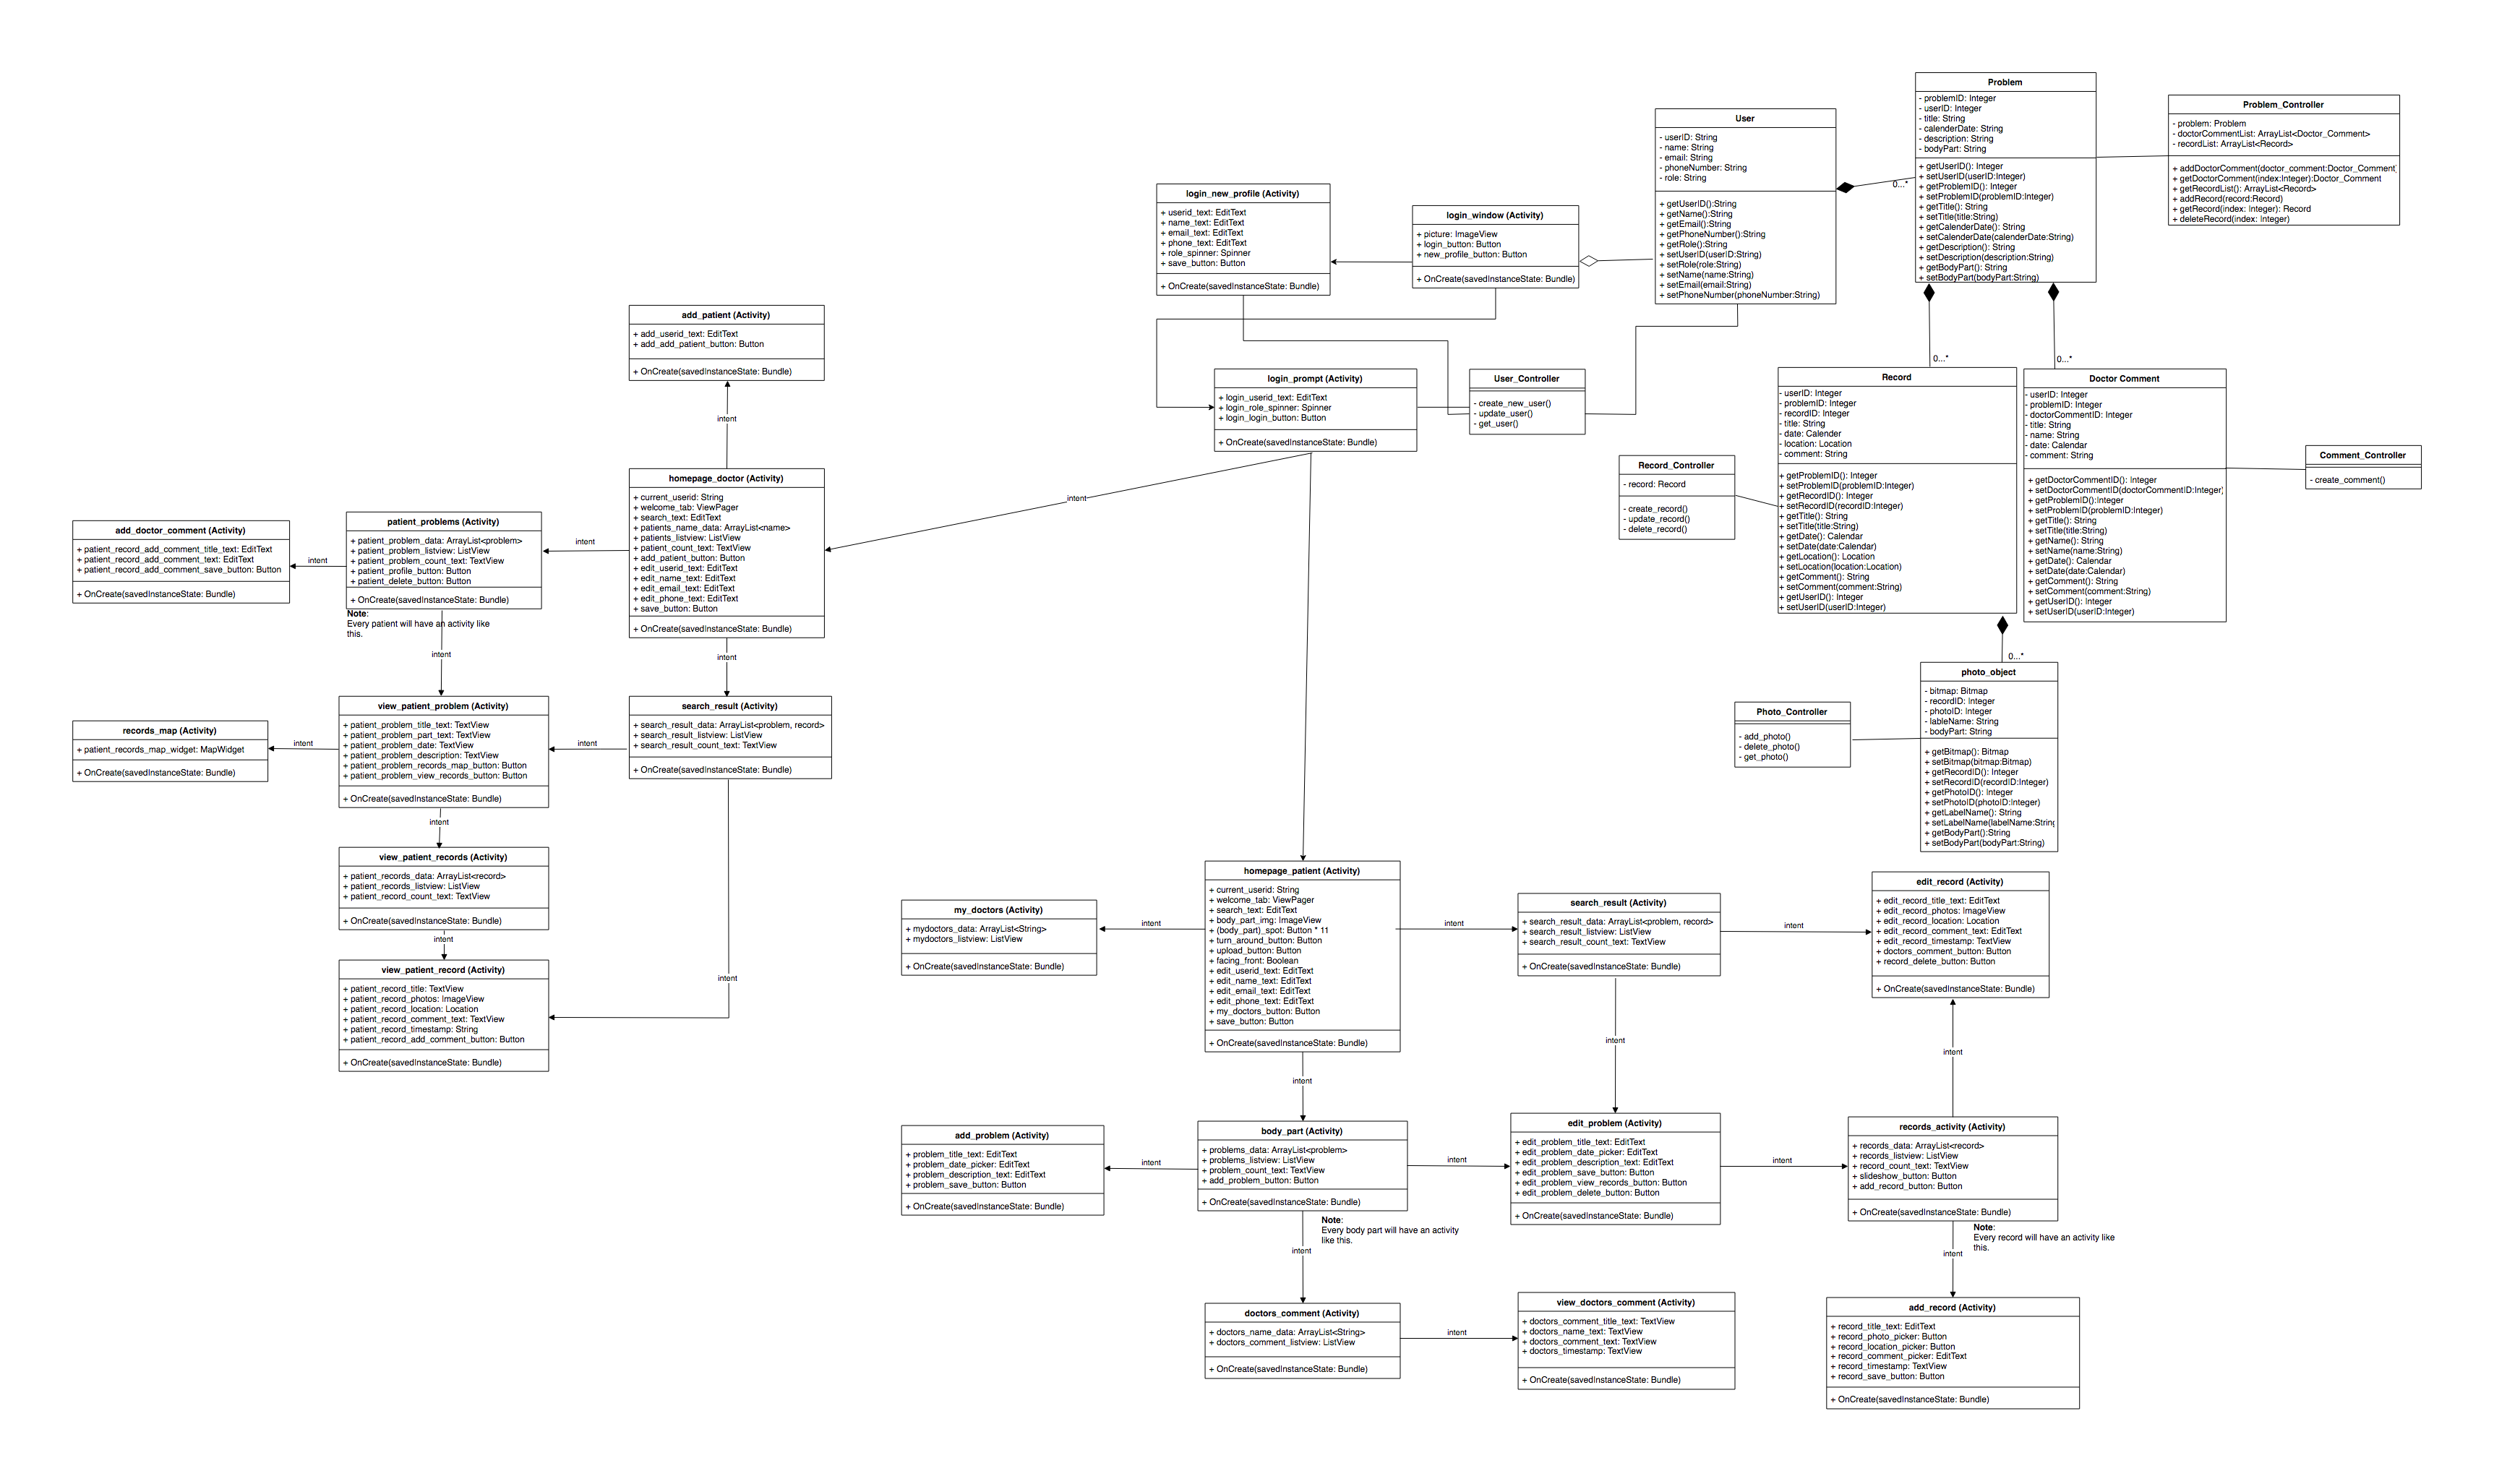 Problem
- problemID: Integer
- userID: Integer
- title: String
- calenderDate: String
- description: String
- bodyPart: String
+ getUserID(): Integer
+ setUserID(userID:Integer)
+ getProblemID(): Integer
+ setProblemID(problemID:Integer)
+ getTitle(): String
+ setTitle(title:String)
+ getCalenderDate(): String
+ setCalenderDate(calenderDate:String)
+ getDescription(): String
+ setDescription(description:String)
+ getBodyPart(): String
+ setBodyPart(bodyPart:String)
Problem_Controller
- problem: Problem
- doctorCommentList: ArrayList<Doctor_Comment>
- recordList: ArrayList<Record>
+ addDoctorComment(doctor_comment:Doctor_Comment)
+ getDoctorComment(index:Integer):Doctor_Comment
+ getRecordList(): ArrayList<Record>
+ addRecord(record:Record)
+ getRecord(index: Integer): Record
+ deleteRecord(index: Integer)
User
- userID: String
- name: String
- email: String
- phoneNumber: String
- role: String
+ getUserID():String
+ getName():String
+ getEmail():String
+ getPhoneNumber():String
+ getRole():String
+ setUserID(userID:String)
+ setRole(role:String)
+ setName(name:String)
+ setEmail(email:String)
+ setPhoneNumber(phoneNumber:String)
0...*
login_new_profile (Activity)
+ userid_text: EditText
+ name_text: EditText
+ email_text: EditText
+ phone_text: EditText
+ role_spinner: Spinner
+ save_button: Button
+ OnCreate(savedInstanceState: Bundle)
login_window (Activity)
+ picture: ImageView
+ login_button: Button
+ new_profile_button: Button
+ OnCreate(savedInstanceState: Bundle)
add_patient (Activity)
+ add_userid_text: EditText
+ add_add_patient_button: Button
+ OnCreate(savedInstanceState: Bundle)
intent
login_prompt (Activity)
+ login_userid_text: EditText
+ login_role_spinner: Spinner
+ login_login_button: Button
+ OnCreate(savedInstanceState: Bundle)
User_Controller
- create_new_user()
- update_user()
- get_user()
0...*
0...*
Record
- userID: Integer
- problemID: Integer
- recordID: Integer
- title: String
- date: Calender
- location: Location
- comment: String
+ getProblemID(): Integer
+ setProblemID(problemID:Integer)
+ getRecordID(): Integer
+ setRecordID(recordID:Integer)
+ getTitle(): String
+ setTitle(title:String)
+ getDate(): Calendar
+ setDate(date:Calendar)
+ getLocation(): Location
+ setLocation(location:Location)
+ getComment(): String
+ setComment(comment:String)
+ getUserID(): Integer
+ setUserID(userID:Integer)
Doctor Comment
- userID: Integer
- problemID: Integer
- doctorCommentID: Integer
- title: String
- name: String
- date: Calendar
- comment: String
+ getDoctorCommentID(): Integer
+ setDoctorCommentID(doctorCommentID:Integer)
+ getProblemID():Integer
+ setProblemID(problemID:Integer)
+ getTitle(): String
+ setTitle(title:String)
+ getName(): String
+ setName(name:String)
+ getDate(): Calendar
+ setDate(date:Calendar)
+ getComment(): String
+ setComment(comment:String)
+ getUserID(): Integer
+ setUserID(userID:Integer)
Comment_Controller
- create_comment()
Record_Controller
- record: Record
- create_record()
- update_record()
- delete_record()
intent
homepage_doctor (Activity)
+ current_userid: String
+ welcome_tab: ViewPager
+ search_text: EditText
+ patients_name_data: ArrayList<name>
+ patients_listview: ListView
+ patient_count_text: TextView
+ add_patient_button: Button
+ edit_userid_text: EditText
+ edit_name_text: EditText
+ edit_email_text: EditText
+ edit_phone_text: EditText
+ save_button: Button
+ OnCreate(savedInstanceState: Bundle)
intent
patient_problems (Activity)
+ patient_problem_data: ArrayList<problem>
+ patient_problem_listview: ListView
+ patient_problem_count_text: TextView
+ patient_profile_button: Button
+ patient_delete_button: Button
+ OnCreate(savedInstanceState: Bundle)
Note:
Every patient will have an activity like
this.
intent
add_doctor_comment (Activity)
+ patient_record_add_comment_title_text: EditText
+ patient_record_add_comment_text: EditText
+ patient_record_add_comment_save_button: Button
+ OnCreate(savedInstanceState: Bundle)
intent
intent
0...*
photo_object
- bitmap: Bitmap
- recordID: Integer
- photoID: Integer
- lableName: String
- bodyPart: String
+ getBitmap(): Bitmap
+ setBitmap(bitmap:Bitmap)
+ getRecordID(): Integer
+ setRecordID(recordID:Integer)
+ getPhotoID(): Integer
+ setPhotoID(photoID:Integer)
+ getLabelName(): String
+ setLabelName(labelName:String
+ getBodyPart():String
+ setBodyPart(bodyPart:String)
Photo_Controller
- add_photo()
- delete_photo()
- get_photo()
records_map (Activity)
+ patient_records_map_widget: MapWidget
+ OnCreate(savedInstanceState: Bundle)
intent
view_patient_problem (Activity)
+ patient_problem_title_text: TextView
+ patient_problem_part_text: TextView
+ patient_problem_date: TextView
+ patient_problem_description: TextView
+ patient_problem_records_map_button: Button
+ patient_problem_view_records_button: Button
+ OnCreate(savedInstanceState: Bundle)
intent
search_result (Activity)
+ search_result_data: ArrayList<problem, record>
+ search_result_listview: ListView
+ search_result_count_text: TextView
+ OnCreate(savedInstanceState: Bundle)
intent
view_patient_records (Activity)
+ patient_records_data: ArrayList<record>
+ patient_records_listview: ListView
+ patient_record_count_text: TextView
+ OnCreate(savedInstanceState: Bundle)
intent
view_patient_record (Activity)
+ patient_record_title: TextView
+ patient_record_photos: ImageView
+ patient_record_location: Location
+ patient_record_comment_text: TextView
+ patient_record_timestamp: String
+ patient_record_add_comment_button: Button
+ OnCreate(savedInstanceState: Bundle)
intent
my_doctors (Activity)
+ mydoctors_data: ArrayList<String>
+ mydoctors_listview: ListView
+ OnCreate(savedInstanceState: Bundle)
intent
homepage_patient (Activity)
+ current_userid: String
+ welcome_tab: ViewPager
+ search_text: EditText
+ body_part_img: ImageView
+ (body_part)_spot: Button * 11
+ turn_around_button: Button
+ upload_button: Button
+ facing_front: Boolean
+ edit_userid_text: EditText
+ edit_name_text: EditText
+ edit_email_text: EditText
+ edit_phone_text: EditText
+ my_doctors_button: Button
+ save_button: Button
+ OnCreate(savedInstanceState: Bundle)
intent
search_result (Activity)
+ search_result_data: ArrayList<problem, record>
+ search_result_listview: ListView
+ search_result_count_text: TextView
+ OnCreate(savedInstanceState: Bundle)
intent
edit_record (Activity)
+ edit_record_title_text: EditText
+ edit_record_photos: ImageView
+ edit_record_location: Location
+ edit_record_comment_text: EditText
+ edit_record_timestamp: TextView
+ doctors_comment_button: Button
+ record_delete_button: Button
+ OnCreate(savedInstanceState: Bundle)
intent
intent
intent
add_problem (Activity)
+ problem_title_text: EditText
+ problem_date_picker: EditText
+ problem_description_text: EditText
+ problem_save_button: Button
+ OnCreate(savedInstanceState: Bundle)
intent
body_part (Activity)
+ problems_data: ArrayList<problem>
+ problems_listview: ListView
+ problem_count_text: TextView
+ add_problem_button: Button
+ OnCreate(savedInstanceState: Bundle)
Note:
Every body part will have an activity
like this.
intent
edit_problem (Activity)
+ edit_problem_title_text: EditText
+ edit_problem_date_picker: EditText
+ edit_problem_description_text: EditText
+ edit_problem_save_button: Button
+ edit_problem_view_records_button: Button
+ edit_problem_delete_button: Button
+ OnCreate(savedInstanceState: Bundle)
intent
records_activity (Activity)
+ records_data: ArrayList<record>
+ records_listview: ListView
+ record_count_text: TextView
+ slideshow_button: Button
+ add_record_button: Button
+ OnCreate(savedInstanceState: Bundle)
Note:
Every record will have an activity like
this.
intent
intent
doctors_comment (Activity)
+ doctors_name_data: ArrayList<String>
+ doctors_comment_listview: ListView
+ OnCreate(savedInstanceState: Bundle)
intent
view_doctors_comment (Activity)
+ doctors_comment_title_text: TextView
+ doctors_name_text: TextView
+ doctors_comment_text: TextView
+ doctors_timestamp: TextView
+ OnCreate(savedInstanceState: Bundle)
add_record (Activity)
+ record_title_text: EditText
+ record_photo_picker: Button
+ record_location_picker: Button
+ record_comment_picker: EditText
+ record_timestamp: TextView
+ record_save_button: Button
+ OnCreate(savedInstanceState: Bundle)